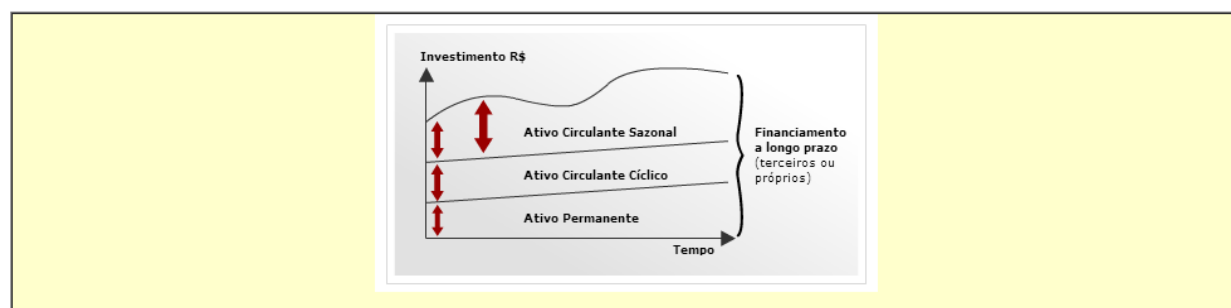 Investimento R$
Ativo Circulante Sazonal
Financiamento
a longo prazo
(terceiros ou
próprios)
Ativo Circulante Cíclico
Ativo Permanente
Tempo